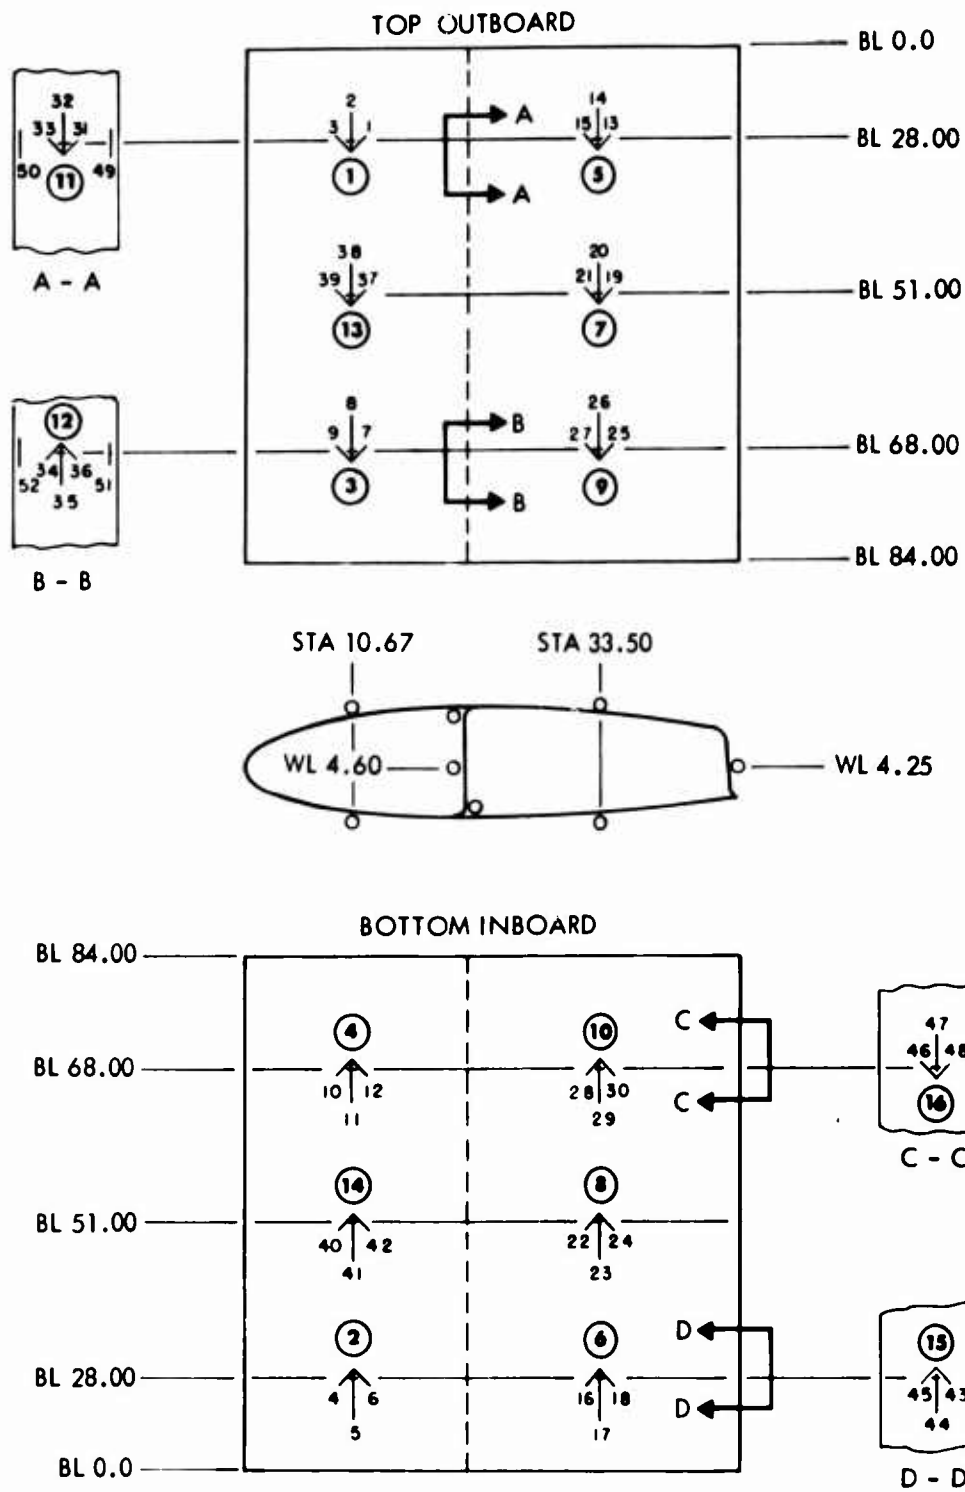 TOP OUTBOARD
BL 0.0
32 2 14
33 31 3 1 A 15 13 BL 28.00
50 11 49 1 A 5
A - A
38 20
39 37 21 19 BL 51.00
13 7
12 8 26
34 36 9 7 B 27 25 BL 68.00
52 35 51 3 B 9
BL 84.00
B - B
STA 10.67 STA 33.50
WL 4.60 WL 4.25
BOTTOM INBOARD
BL 84.00
4 10 C 47
BL 68.00 10 12 28 30 46 48
11 29 C 16
C - C
14 8
BL 51.00 40 42 22 24
41 23
2 6 D 15
BL 28.00 4 6 16 18 D 45 43
5 17 44
BL 0.0 D - D